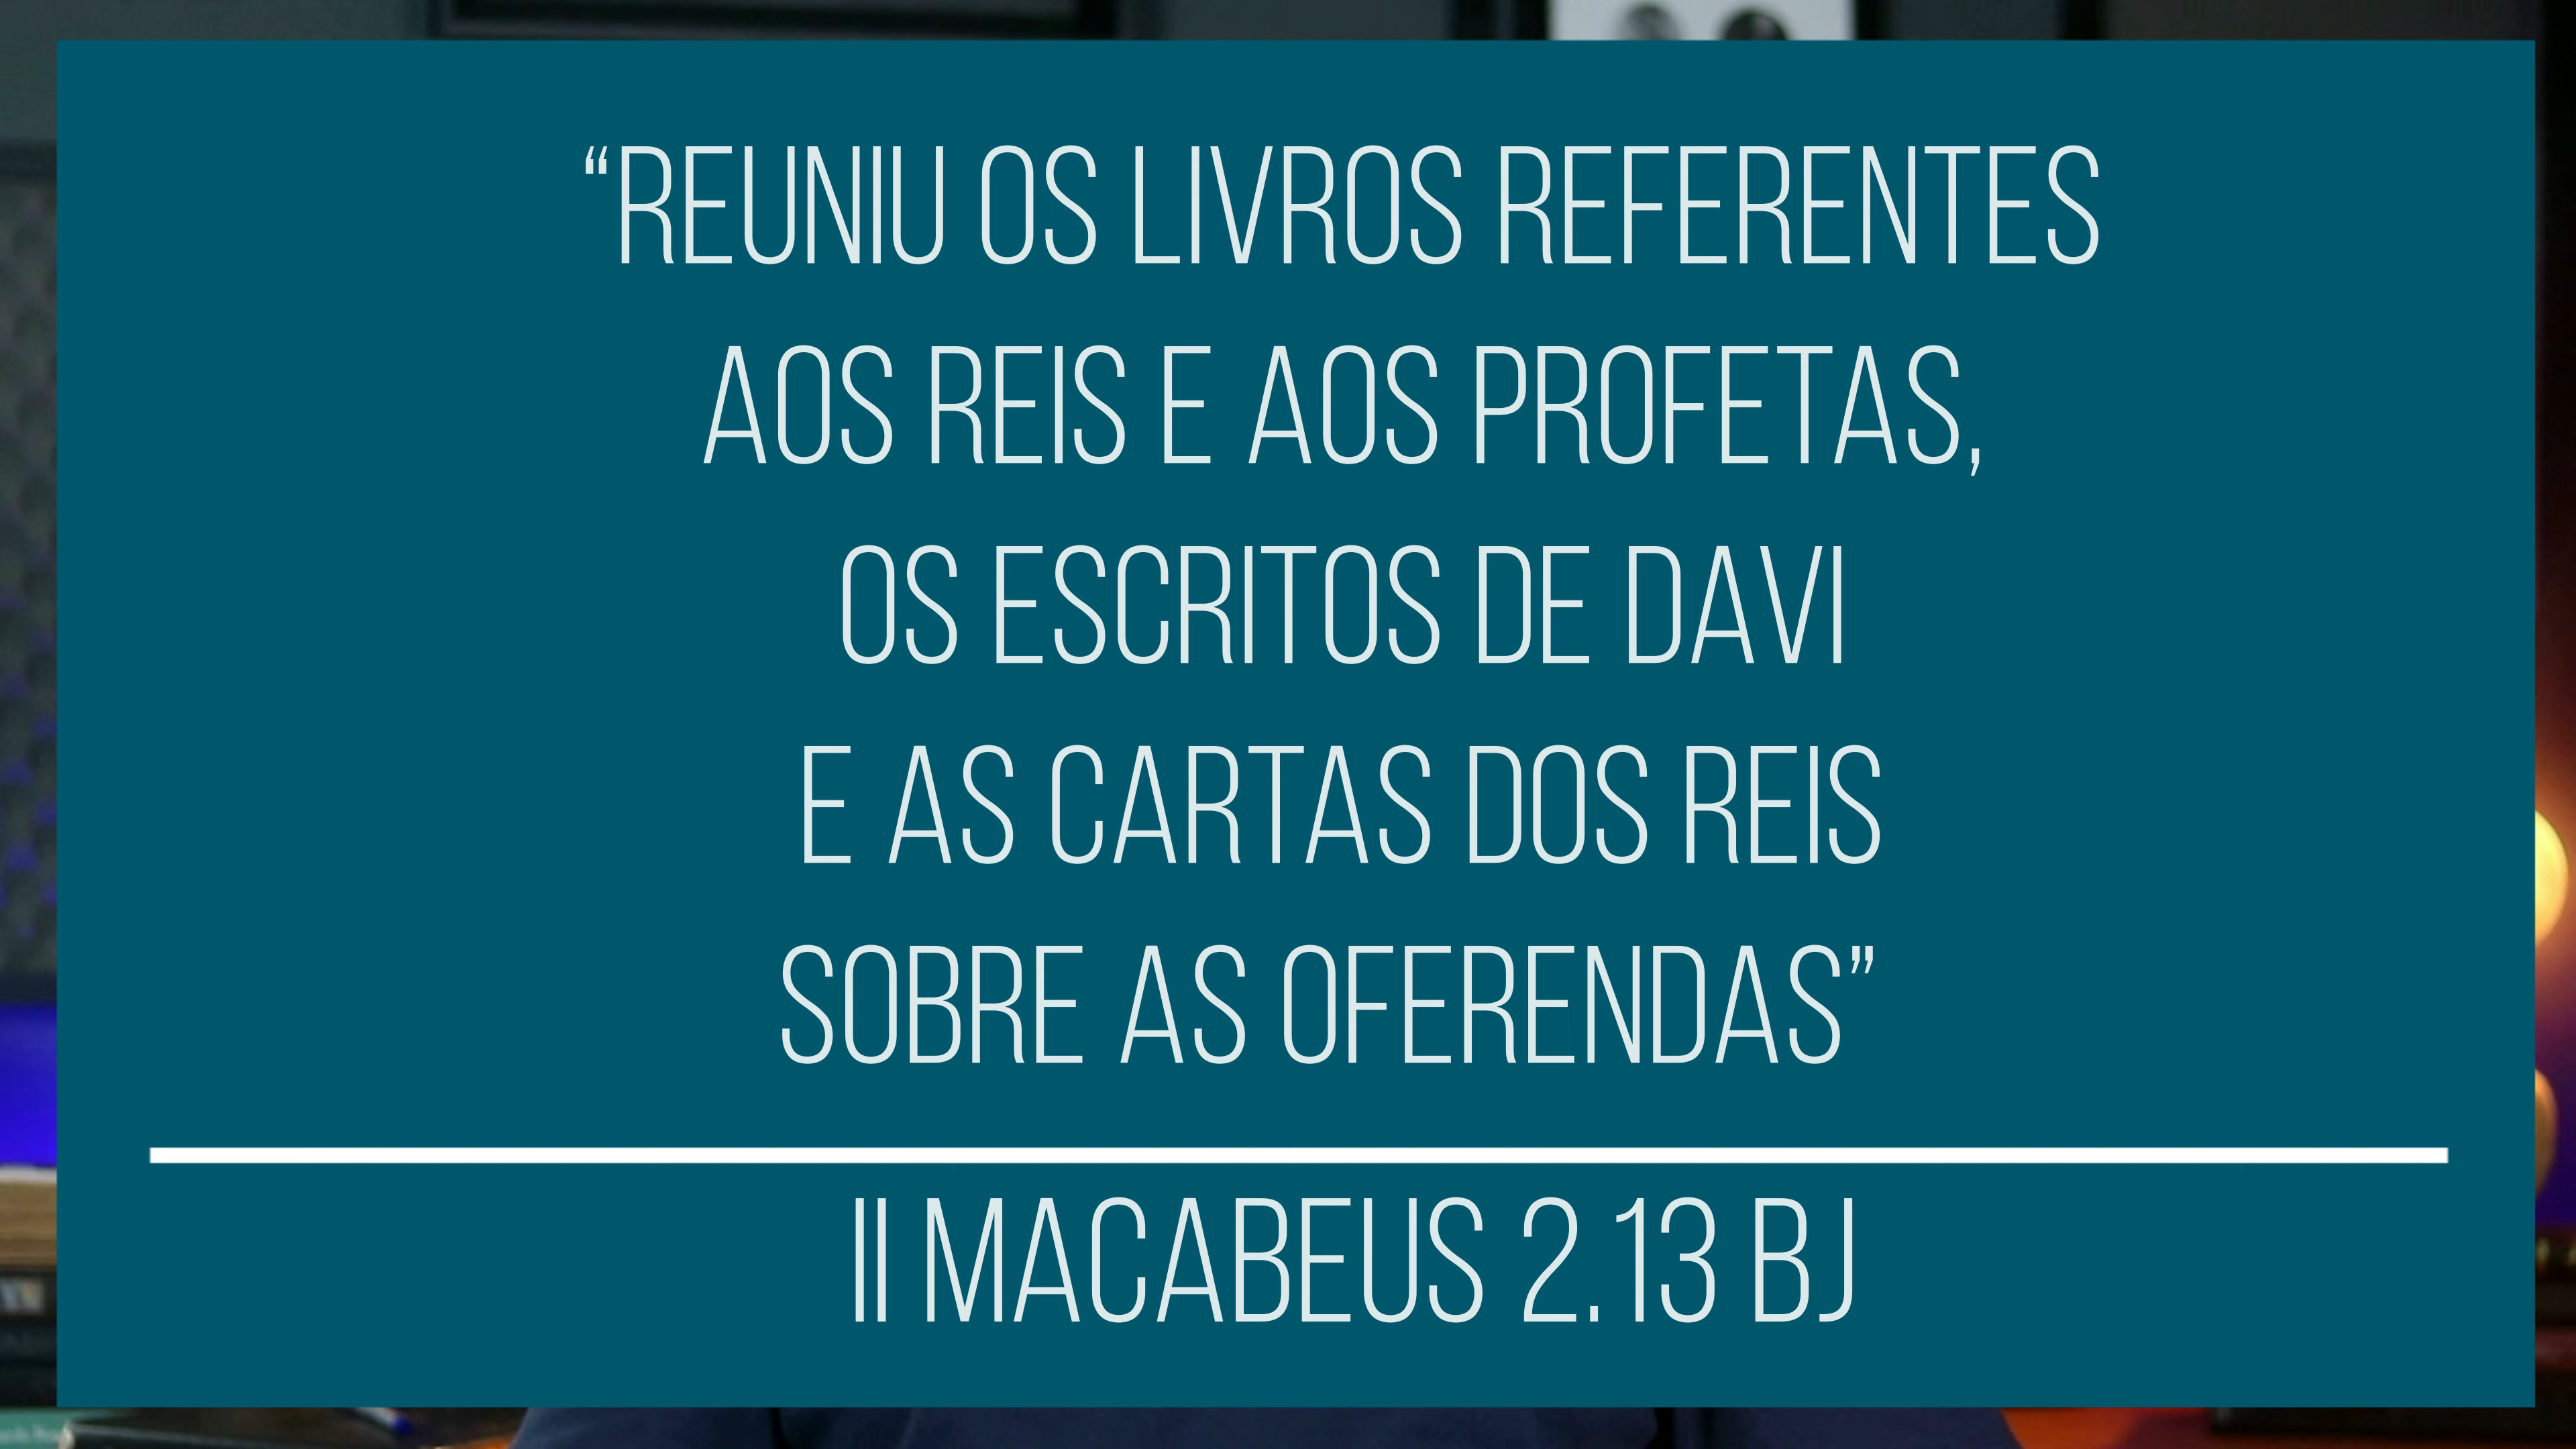 “REUNIU OS LIVROS REFERENTES
AOS REIS E AOS PROFETAS,
OS ESCRITOS DE DAVI
E AS CARTAS DOS REIS
SOBRE AS OFERENDAS”
II MACABEUS 2.13 BJ